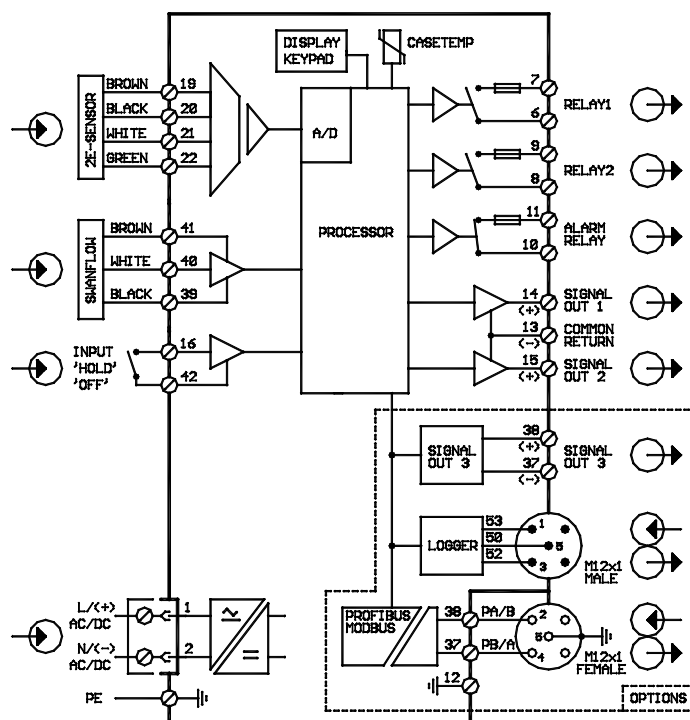 DISPLAY
KEYPAD
CASETEMP
2E-SENSOR
BROWN 19
BLACK 20
WHITE 21
GREEN 22
A/D
7
6
RELAY1
9
8
RELAY2
PROCESSOR
11
10
ALARM
RELAY
SWANFLOW
BROWN 41
WHITE 40
BLACK 39
14
(+)
SIGNAL
OUT 1
13
(-)
COMMON
RETURN
15
(+)
SIGNAL
OUT 2
INPUT
'HOLD'
'OFF'
16
42
SIGNAL
OUT 3
38
(+)
37
(-)
SIGNAL
OUT 3
LOGGER
53
50
52
1
5
3
M12x1
MALE
L/(+)
AC/DC
1
N/(-)
AC/DC
2
PE
PROFIBUS
MODBUS
38 PA/B
37 PB/A
12
2
5
4
M12x1
FEMALE
OPTIONS